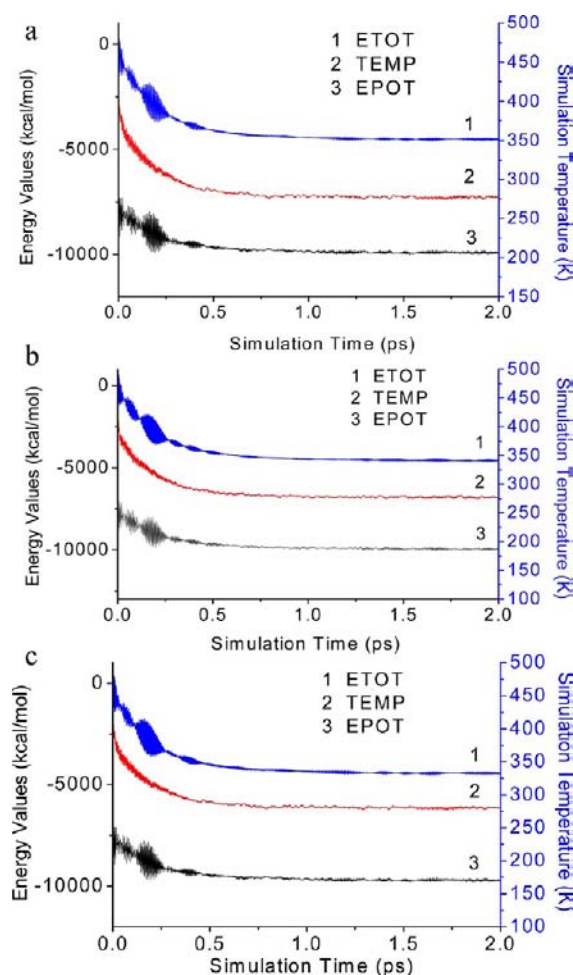 a
1 ETOT
2 TEMP
3 EPOT
Energy Values (kcal/mol)
0
-5000
-10000
1
2
3
500
450
400
350
300
250
200
150
Simulation Temperature (K)
0.0 0.5 1.0 1.5 2.0
Simulation Time (ps)
b
1 ETOT
2 TEMP
3 EPOT
Energy Values (kcal/mol)
0
-5000
-10000
1
2
3
500
450
400
350
300
250
200
150
100
Simulation Temperature (K)
0.0 0.5 1.0 1.5 2.0
Simulation Time (ps)
c
1 ETOT
2 TEMP
3 EPOT
Energy Values (kcal/mol)
0
-5000
-10000
1
2
3
500
450
400
350
300
250
200
150
100
Simulation Temperature (K)
0.0 0.5 1.0 1.5 2.0
Simulation Time (ps)